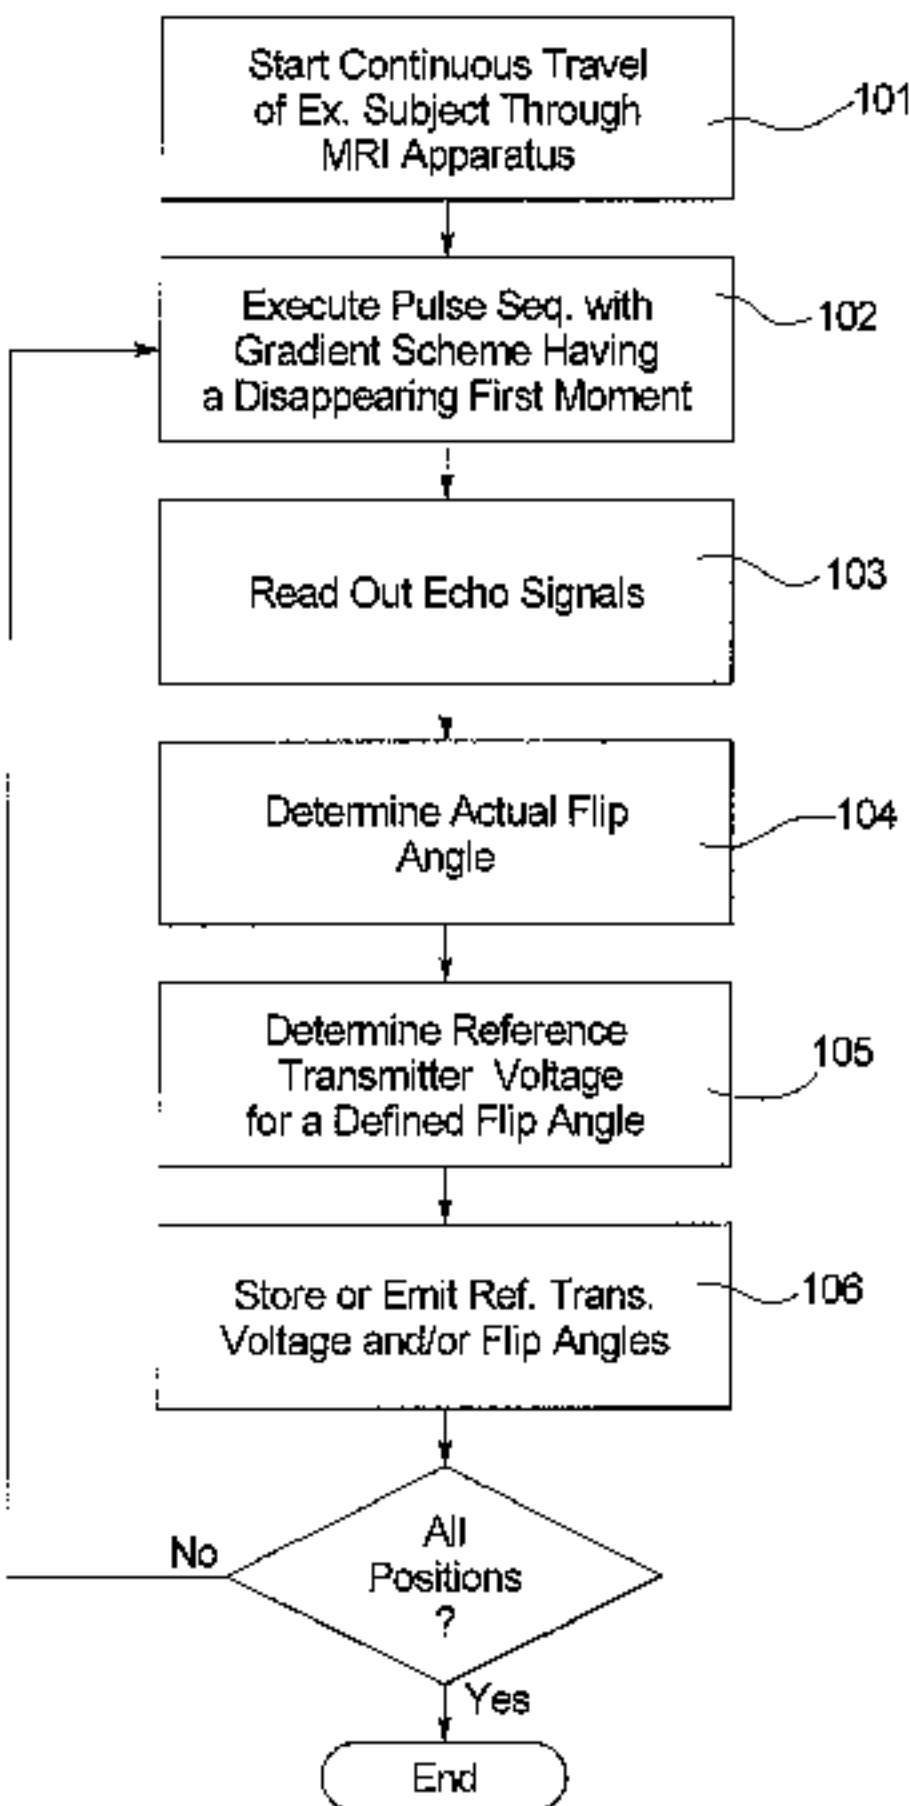 Start Continuous Travel
of Ex. Subject Through
MRI Apparatus
101
Execute Pulse Seq. with
Gradient Scheme Having
a Disappearing First Moment
102
Read Out Echo Signals
103
Determine Actual Flip
Angle
104
Determine Reference
Transmitter Voltage
for a Defined Flip Angle
105
Store or Emit Ref. Trans.
Voltage and/or Flip Angles
106
All
Positions
?
No
Yes
End